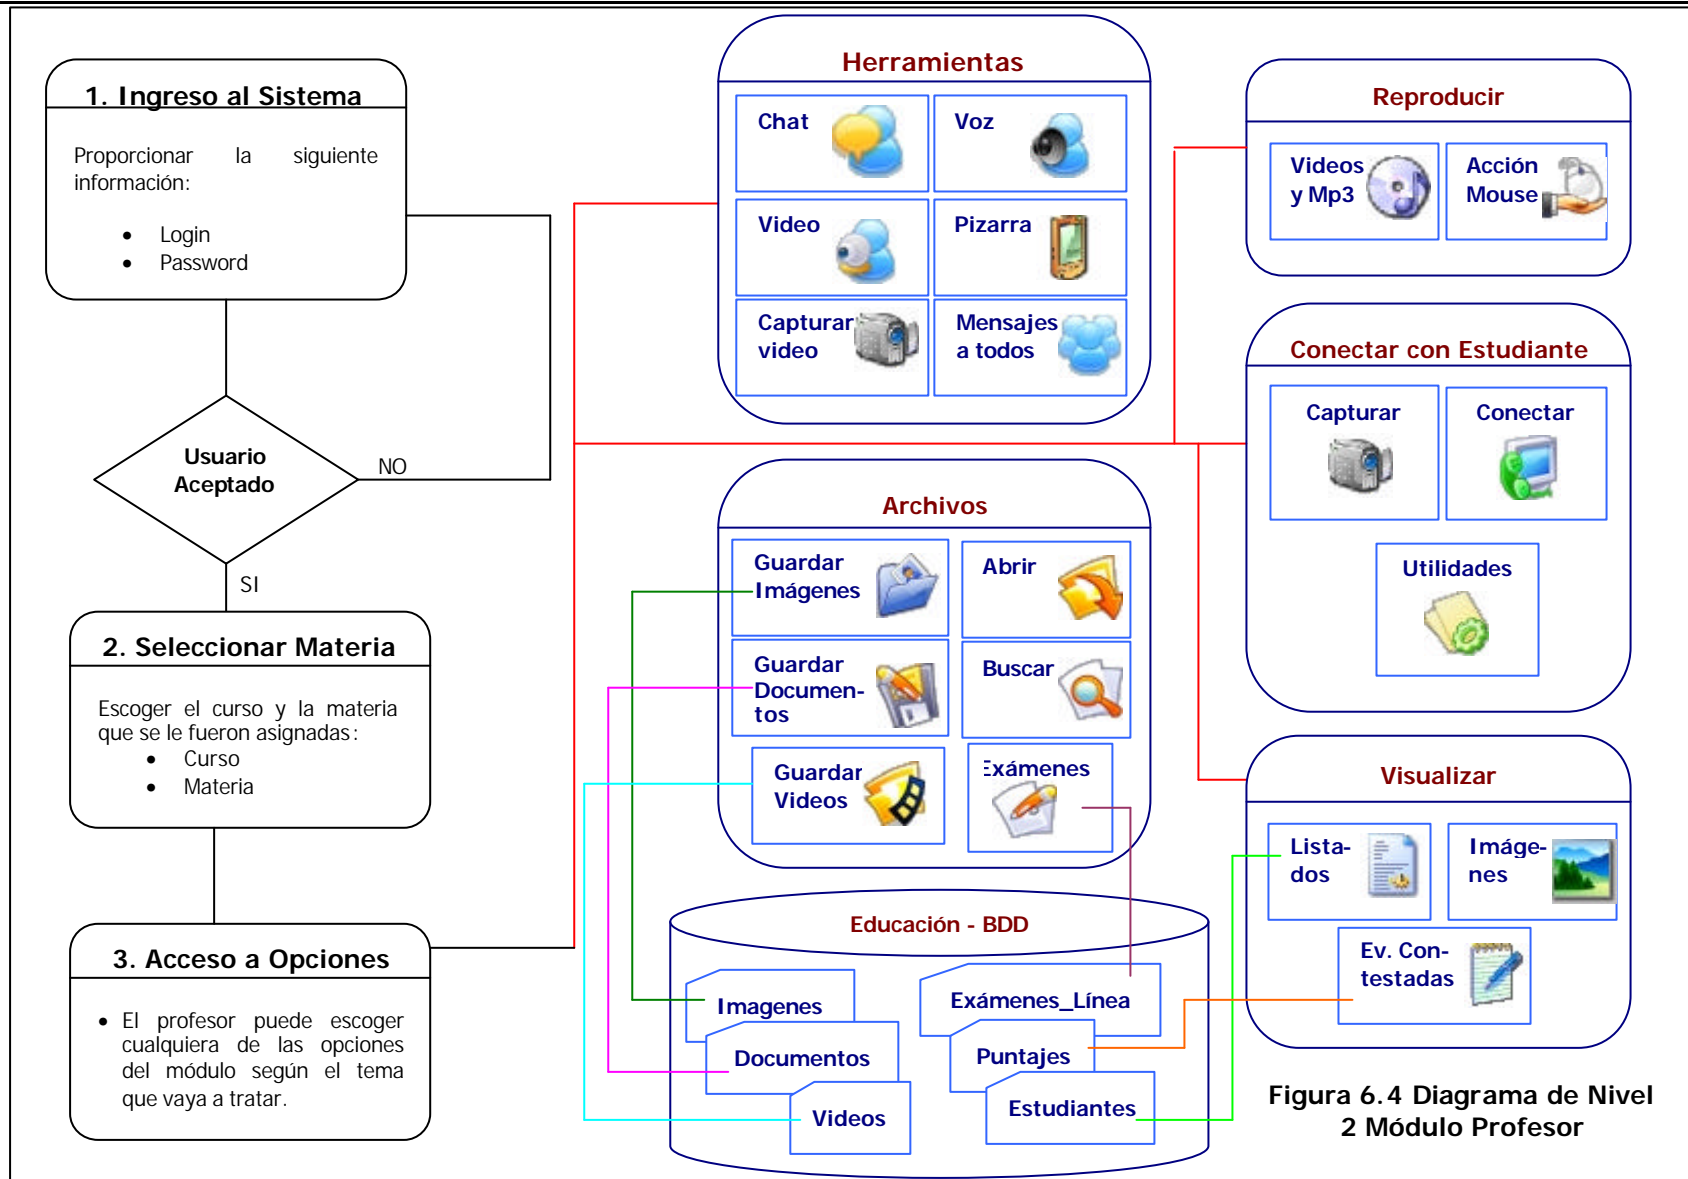 1. Ingreso al Sistema
Proporcionar la siguiente
información:
• Login
• Password
Usuario
Aceptado
NO
SI
2. Seleccionar Materia
Escoger el curso y la materia
que se le fueron asignadas:
• Curso
• Materia
3. Acceso a Opciones
• El profesor puede escoger
cualquiera de las opciones
del módulo según el tema
que vaya a tratar.
Herramientas
Chat
Voz
Video
Pizarra
Capturar
video
Mensajes
a todos
Archivos
Guardar
Imágenes
Abrir
Guardar
Documen-
tos
Buscar
Guardar
Videos
Exámenes
Educación - BDD
Imagenes
Documentos
Videos
Exámenes_Línea
Puntajes
Estudiantes
Reproducir
Videos
y Mp3
Acción
Mouse
Conectar con Estudiante
Capturar
Conectar
Utilidades
Visualizar
Lista-
dos
Imáge-
nes
Ev. Con-
testadas
Figura 6.4 Diagrama de Nivel
2 Módulo Profesor